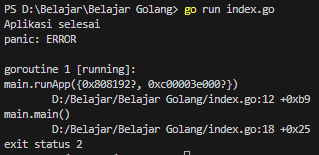 PS D:\Belajar\Belajar Golang> go run index.go
Aplikasi selesai
panic: ERROR
goroutine 1 [running]:
main.runApp({0x808192?, 0xc00003e000?})
D:/Belajar/Belajar Golang/index.go:12 +0xb9
main.main()
D:/Belajar/Belajar Golang/index.go:18 +0x25
exit status 2